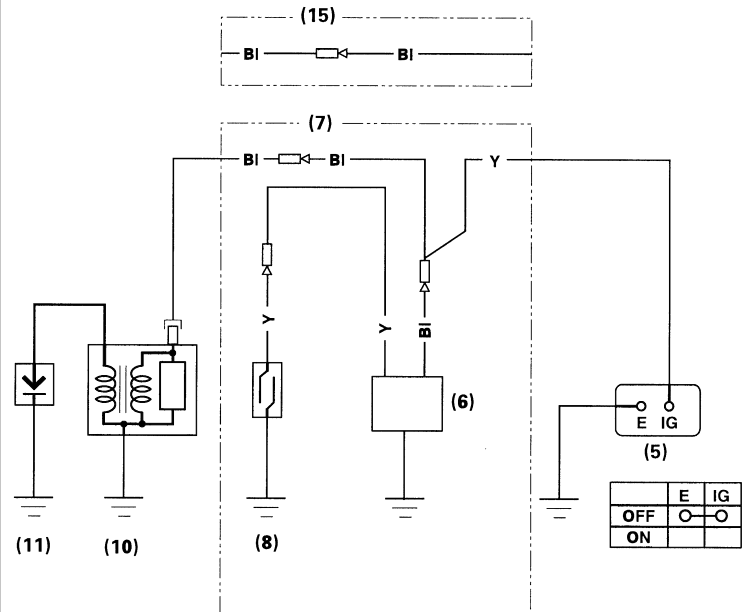 (15)
Bl Bl
(7)
Bl Bl Y
Y Y Bl
(6)
E IG
(5)
E IG
OFF
ON
(11) (10) (8)